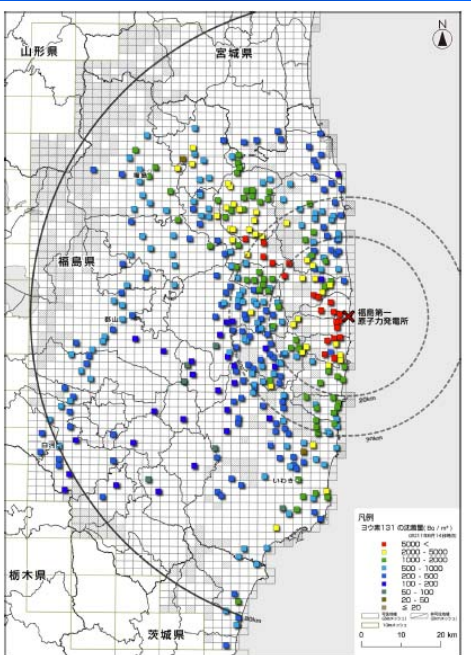 山形県
宮城県
N
福島県
福島第一
原子力発電所
郡山
20km
30km
白河
いわき
栃木県
茨城県
80km
凡例
ヨウ素131の沈着量(Bq / m²)
5000 <
2000 - 5000
1000 - 2000
500 - 1000
200 - 500
100 - 200
50 - 100
20 - 50
≦ 20
0 10 20 km